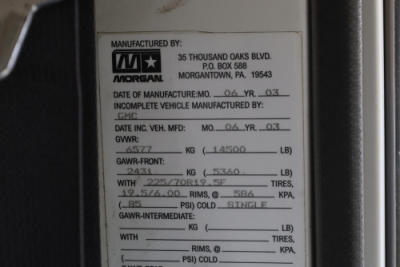 MANUFACTURED BY:
MORGAN
35 THOUSAND OAKS BLVD.
P.O. BOX 588
MORGANTOWN, PA. 19543
DATE OF MANUFACTURE: MO. 06 YR. 03
INCOMPLETE VEHICLE MANUFACTURED BY:
GMC
DATE INC. VEH. MFD: MO. 06 YR. 03
GVWR:
6577 KG ( 14500 LB)
GAWR-FRONT:
2431 KG ( 5360 LB)
WITH 225/70R19.5F TIRES,
19.5/6.00 RIMS, @ 586 KPA,
( 85 PSI) COLD SINGLE
GAWR-INTERMEDIATE:
KG ( LB)
WITH TIRES,
RIMS, @ KPA,
( PSI) COLD